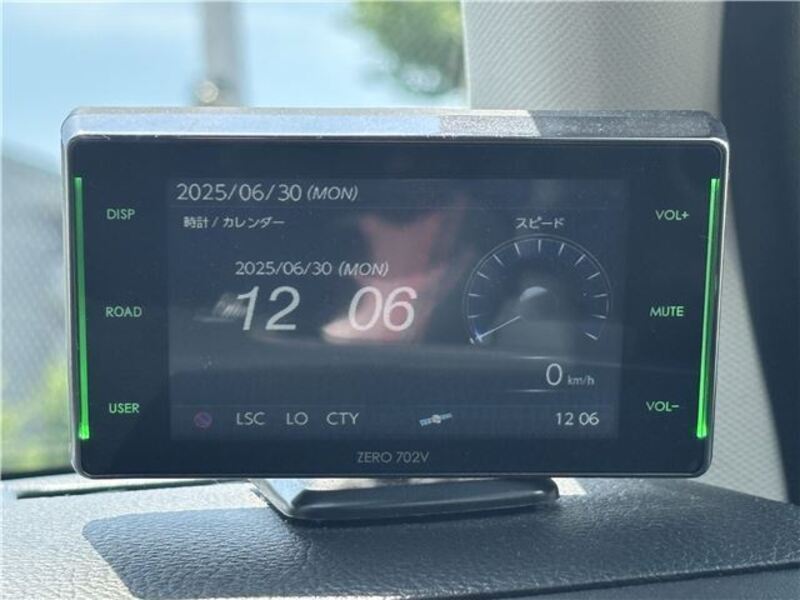 2025/06/30 (MON)
時計 / カレンダー
スピード
2025/06/30 (MON)
12 06
0 km/h
LSC LO CTY
12 06
DISP
ROAD
USER
VOL+
MUTE
VOL-
ZERO 702V